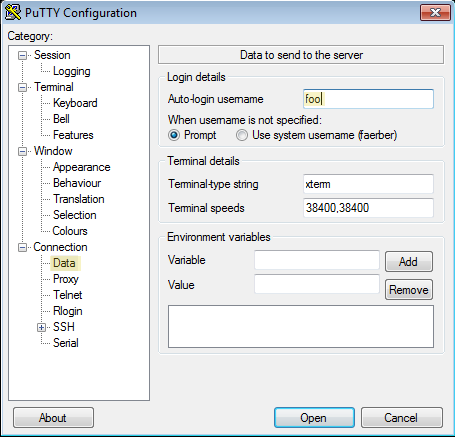 PuTTY Configuration
Category:
Session
Logging
Terminal
Keyboard
Bell
Features
Window
Appearance
Behaviour
Translation
Selection
Colours
Connection
Data
Proxy
Telnet
Rlogin
SSH
Serial
Data to send to the server
Login details
Auto-login username foo
When username is not specified:
Prompt Use system username (faerber)
Terminal details
Terminal-type string xterm
Terminal speeds 38400,38400
Environment variables
Variable Add
Value Remove
About Open Cancel